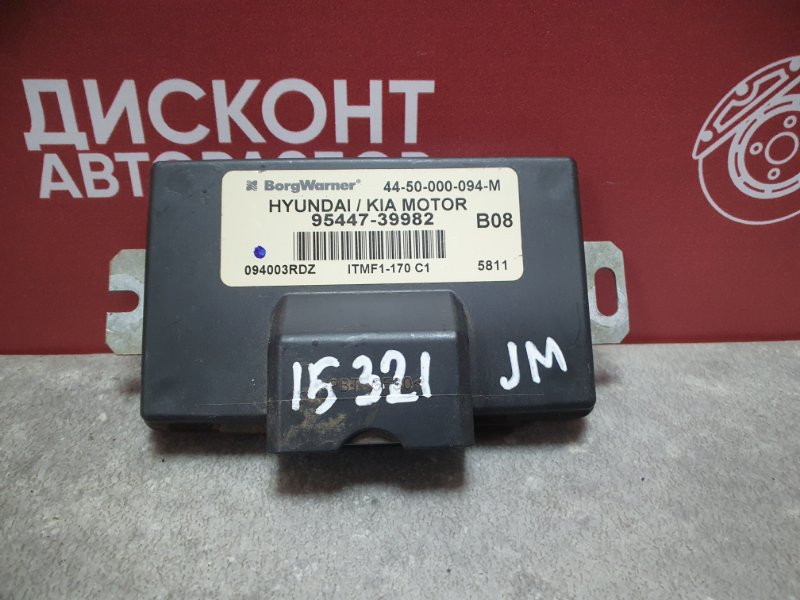 ДИСКОНТ
АВТОРАЗБОР
BorgWarner® 44-50-000-094-M
HYUNDAI / KIA MOTOR
95447-39982 B08
094003RDZ ITMF1-170 C1 5811
15321 JM